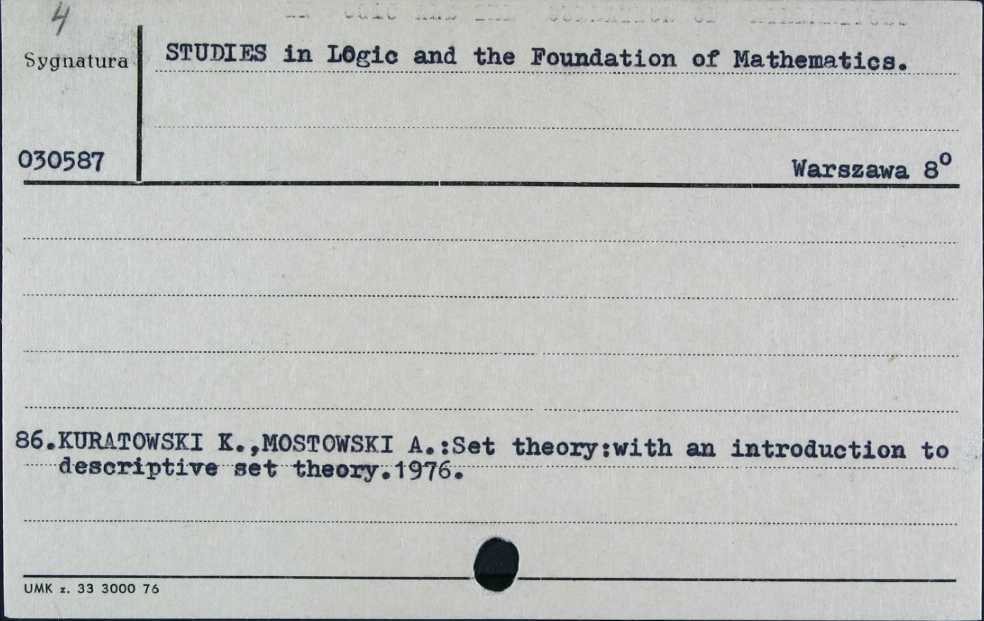 4
Sygnatura
STUDIES in LOgic and the Foundation of Mathematics.
030587
Warszawa 8º
86.KURATOWSKI K.,MOSTOWSKI A.:Set theory:with an introduction to
descriptive set theory.1976.
UMK z. 33 3000 76